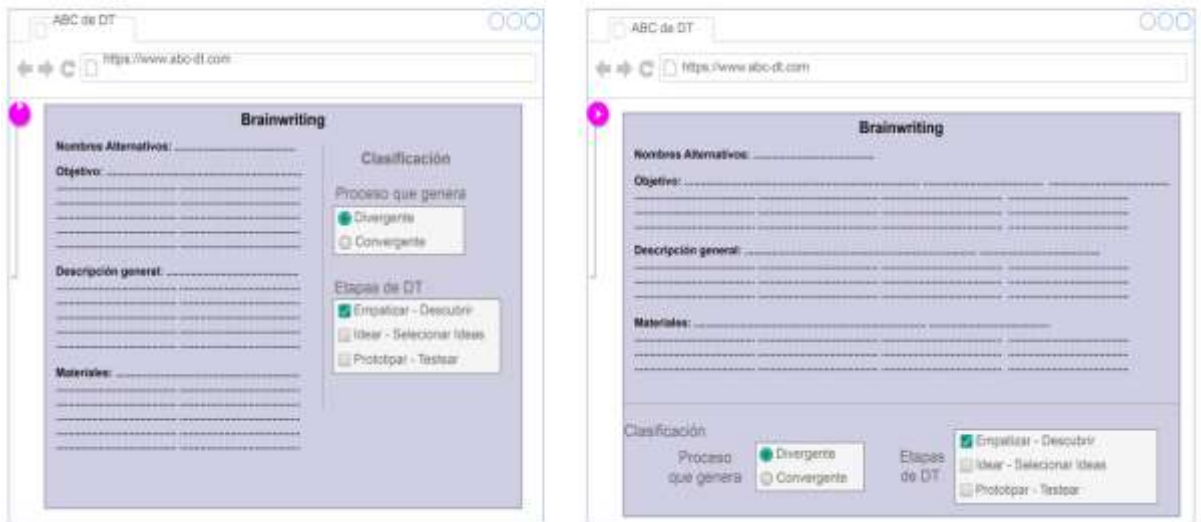 ABC de DT
https://www.abc-dt.com
Brainwriting
Nombres Alternativos:
Objetivo:
Descripción general:
Materiales:
Clasificación
Proceso que genera
Divergente
Convergente
Etapas de DT
Empatizar - Descubrir
Idear - Selecionar Ideas
Prototipar - Testear
ABC de DT
https://www.abc-dt.com
Brainwriting
Nombres Alternativos:
Objetivo:
Descripción general:
Materiales:
Clasificación
Proceso
que genera
Divergente
Convergente
Etapas
de DT
Empatizar - Descubrir
Idear - Selecionar Ideas
Prototipar - Testear